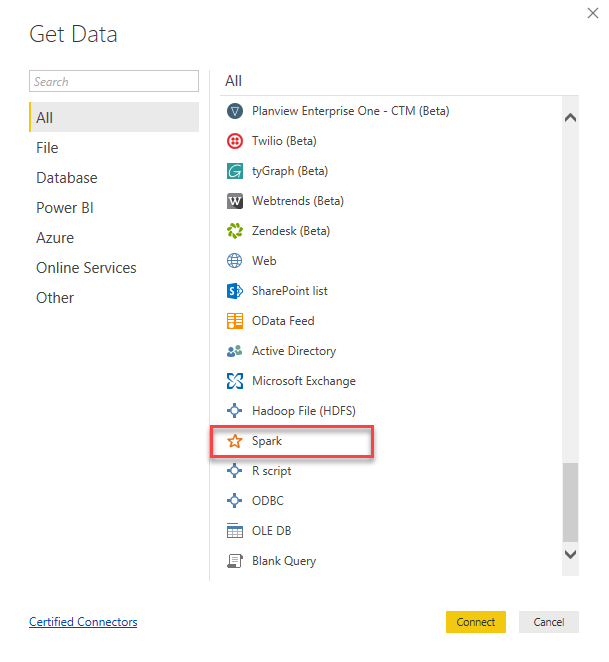 Get Data
Search
All
File
Database
Power BI
Azure
Online Services
Other
All
Planview Enterprise One - CTM (Beta)
Twilio (Beta)
tyGraph (Beta)
Webtrends (Beta)
Zendesk (Beta)
Web
SharePoint list
OData Feed
Active Directory
Microsoft Exchange
Hadoop File (HDFS)
Spark
R script
ODBC
OLE DB
Blank Query
Certified Connectors
Connect
Cancel